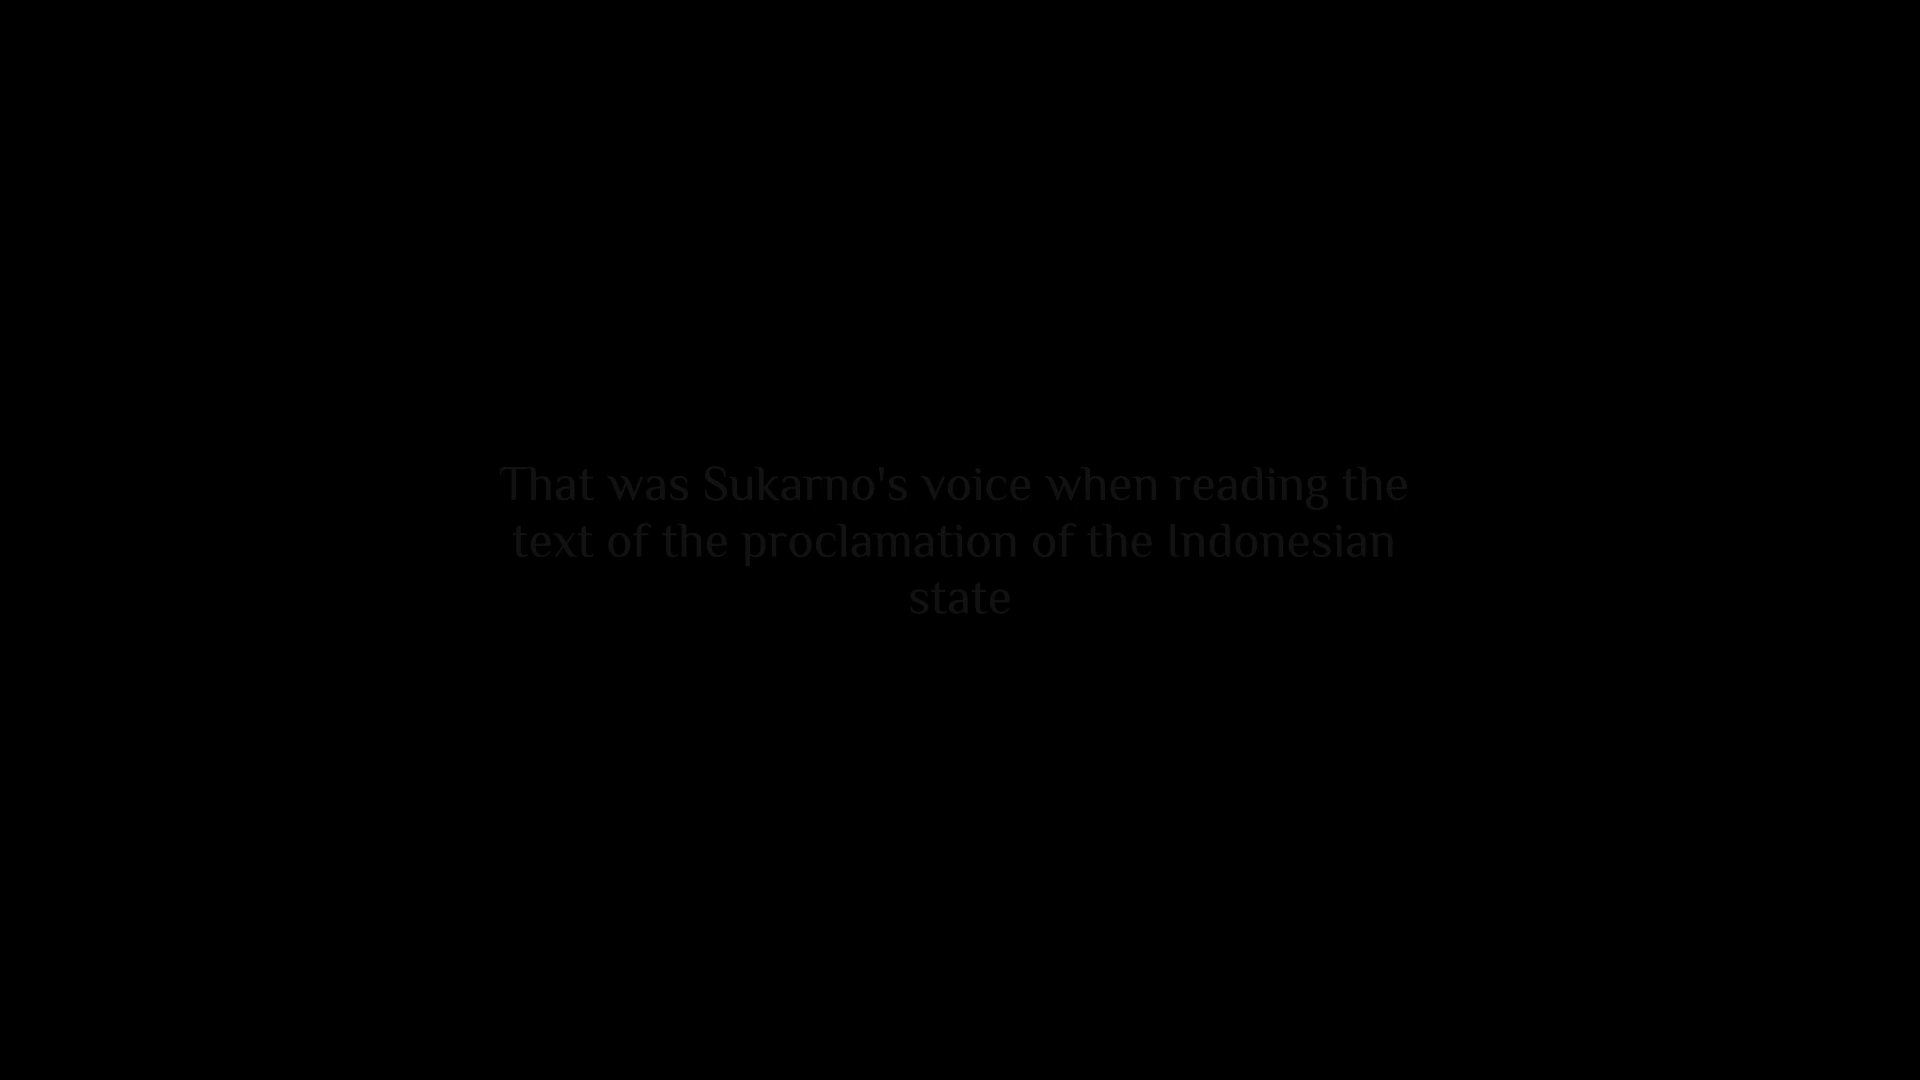 That was Sukarno's voice when reading the
text of the proclamation of the Indonesian
state